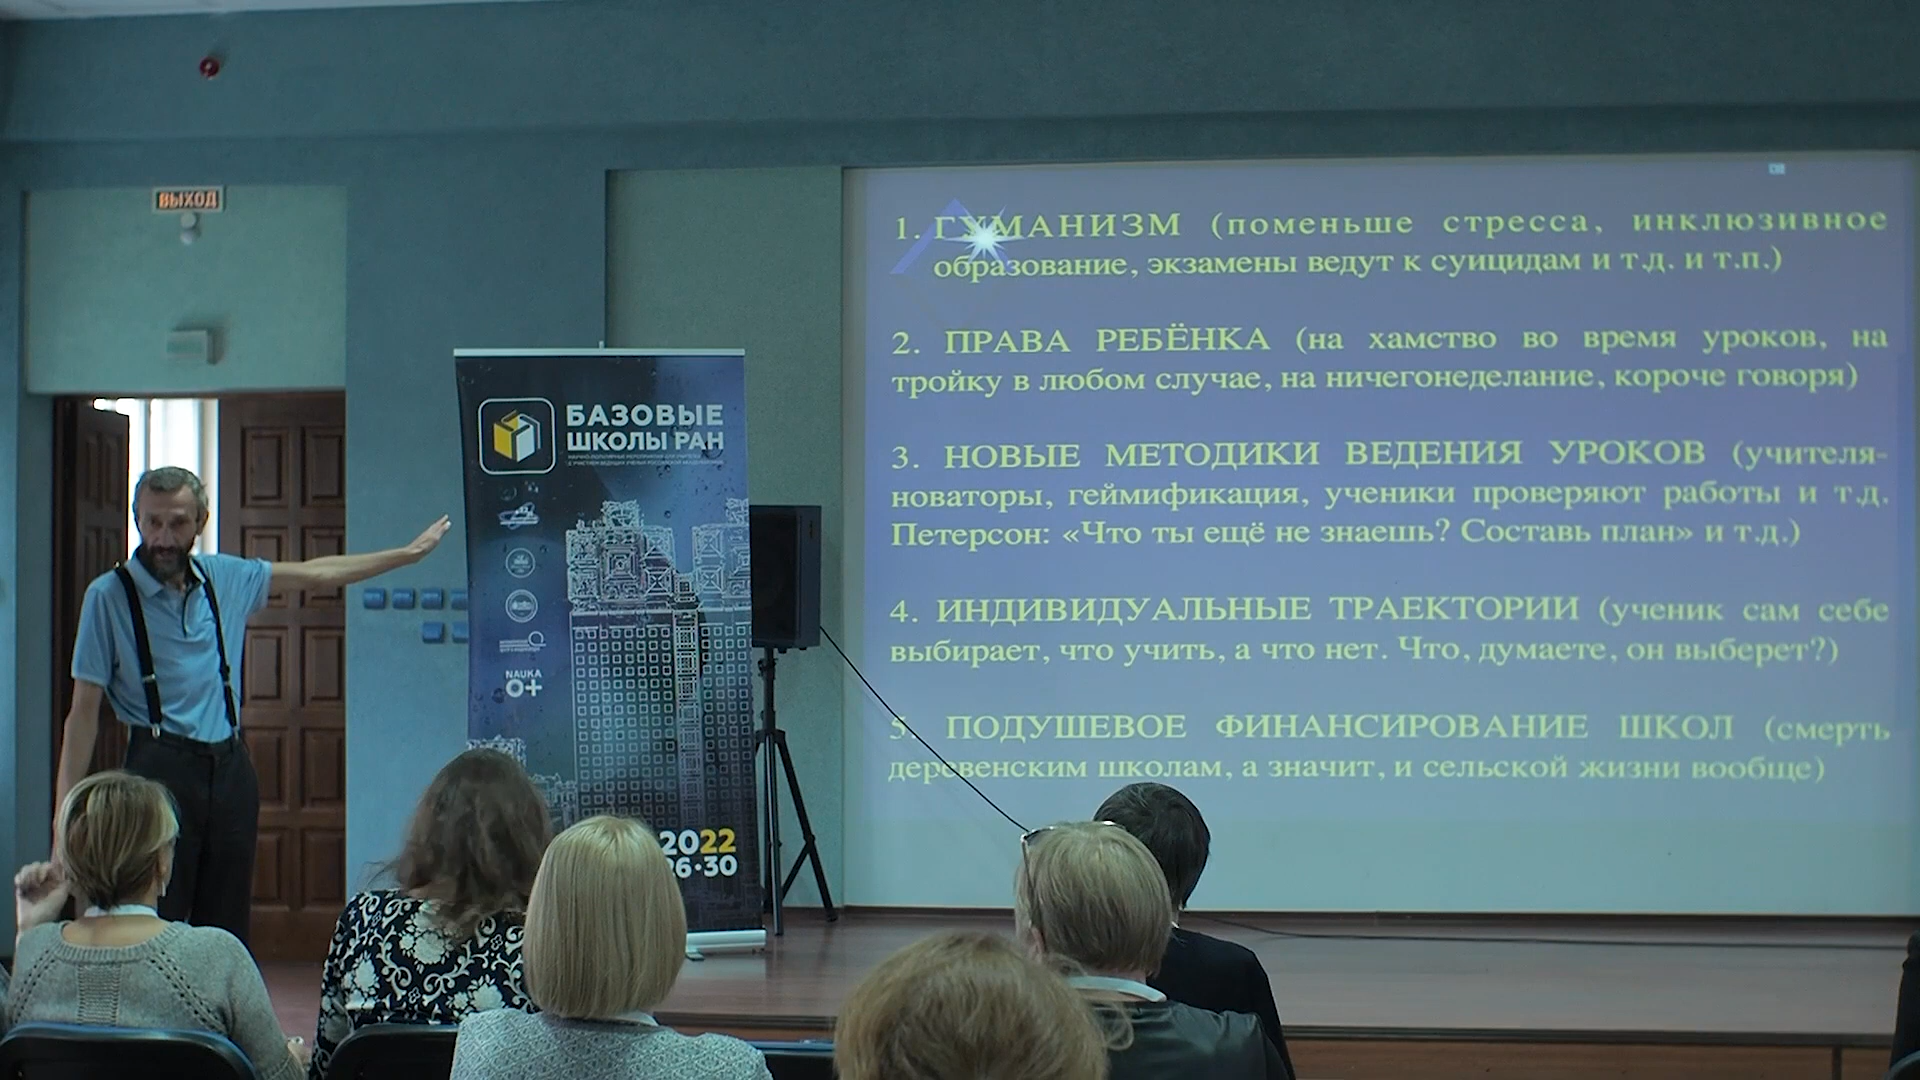 ВЫХОД
БАЗОВЫЕ
ШКОЛЫ РАН
NAUKA
0+
2022
26•30
1. ГУМАНИЗМ (поменьше стресса, инклюзивное
образование, экзамены ведут к суицидам и т.д. и т.п.)
2. ПРАВА РЕБЁНКА (на хамство во время уроков, на
тройку в любом случае, на ничегонеделание, короче говоря)
3. НОВЫЕ МЕТОДИКИ ВЕДЕНИЯ УРОКОВ (учителя-
новаторы, геймификация, ученики проверяют работы и т.д.
Петерсон: «Что ты ещё не знаешь? Составь план» и т.д.)
4. ИНДИВИДУАЛЬНЫЕ ТРАЕКТОРИИ (ученик сам себе
выбирает, что учить, а что нет. Что, думаете, он выберет?)
5. ПОДУШЕВОЕ ФИНАНСИРОВАНИЕ ШКОЛ (смерть
деревенским школам, а значит, и сельской жизни вообще)